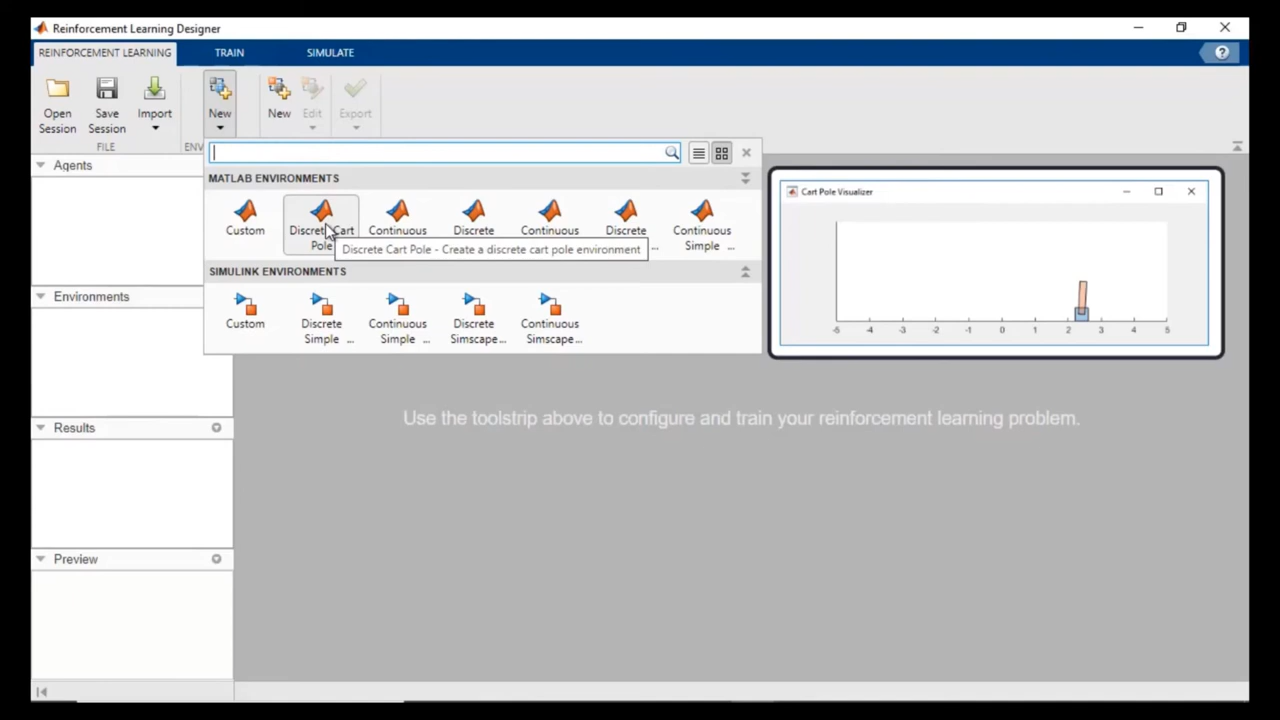 Reinforcement Learning Designer
REINFORCEMENT LEARNING TRAIN SIMULATE
?
Open Session
Save Session
Import
New
New
Edit
Export
FILE
ENV
Agents
MATLAB ENVIRONMENTS
Custom
Discrete Cart Pole
Continuous
Discrete
Continuous
Discrete ...
Continuous Simple ...
Discrete Cart Pole - Create a discrete cart pole environment
SIMULINK ENVIRONMENTS
Custom
Discrete Simple ...
Continuous Simple ...
Discrete Simscape...
Continuous Simscape...
Cart Pole Visualizer
-5 -4 -3 -2 -1 0 1 2 3 4 5
Environments
Use the toolstrip above to configure and train your reinforcement learning problem.
Results
Preview